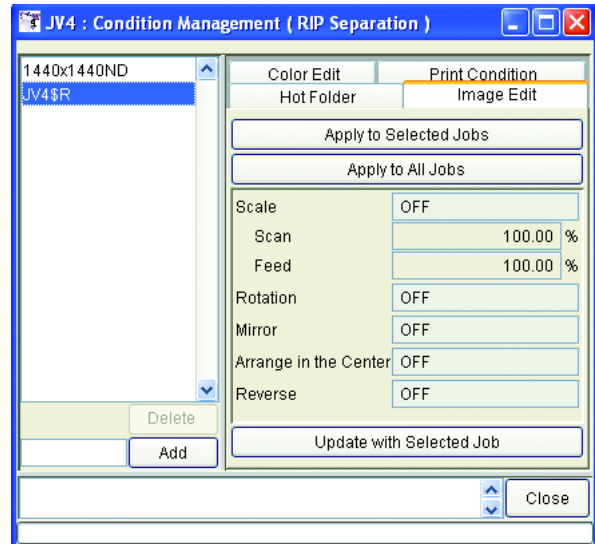 JV4 : Condition Management ( RIP Separation )
1440x1440ND
JV4$R
Delete
Add
Color Edit
Print Condition
Hot Folder
Image Edit
Apply to Selected Jobs
Apply to All Jobs
Scale OFF
Scan 100.00 %
Feed 100.00 %
Rotation OFF
Mirror OFF
Arrange in the Center OFF
Reverse OFF
Update with Selected Job
Close